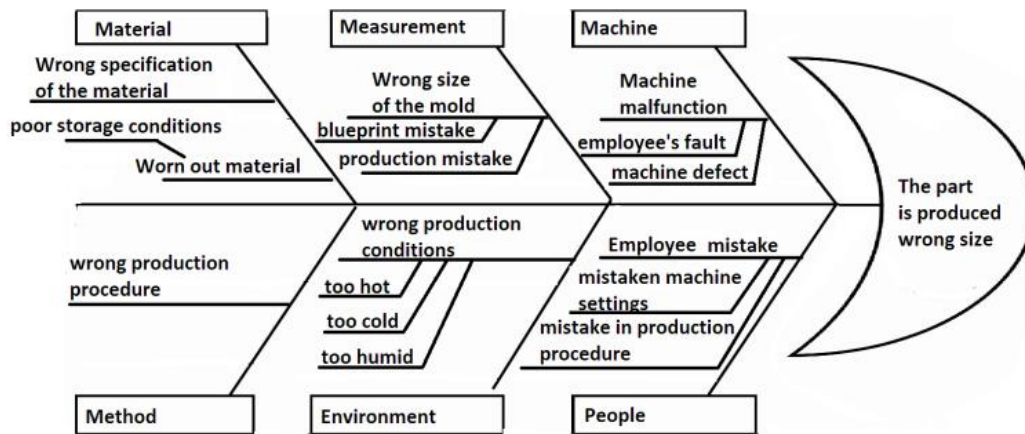 Material
Measurement
Machine
Wrong specification
of the material
poor storage conditions
Worn out material
Wrong size
of the mold
blueprint mistake
production mistake
Machine
malfunction
employee's fault
machine defect
The part
is produced
wrong size
wrong production
procedure
wrong production
conditions
too hot
too cold
too humid
Employee mistake
mistaken machine
settings
mistake in production
procedure
Method
Environment
People